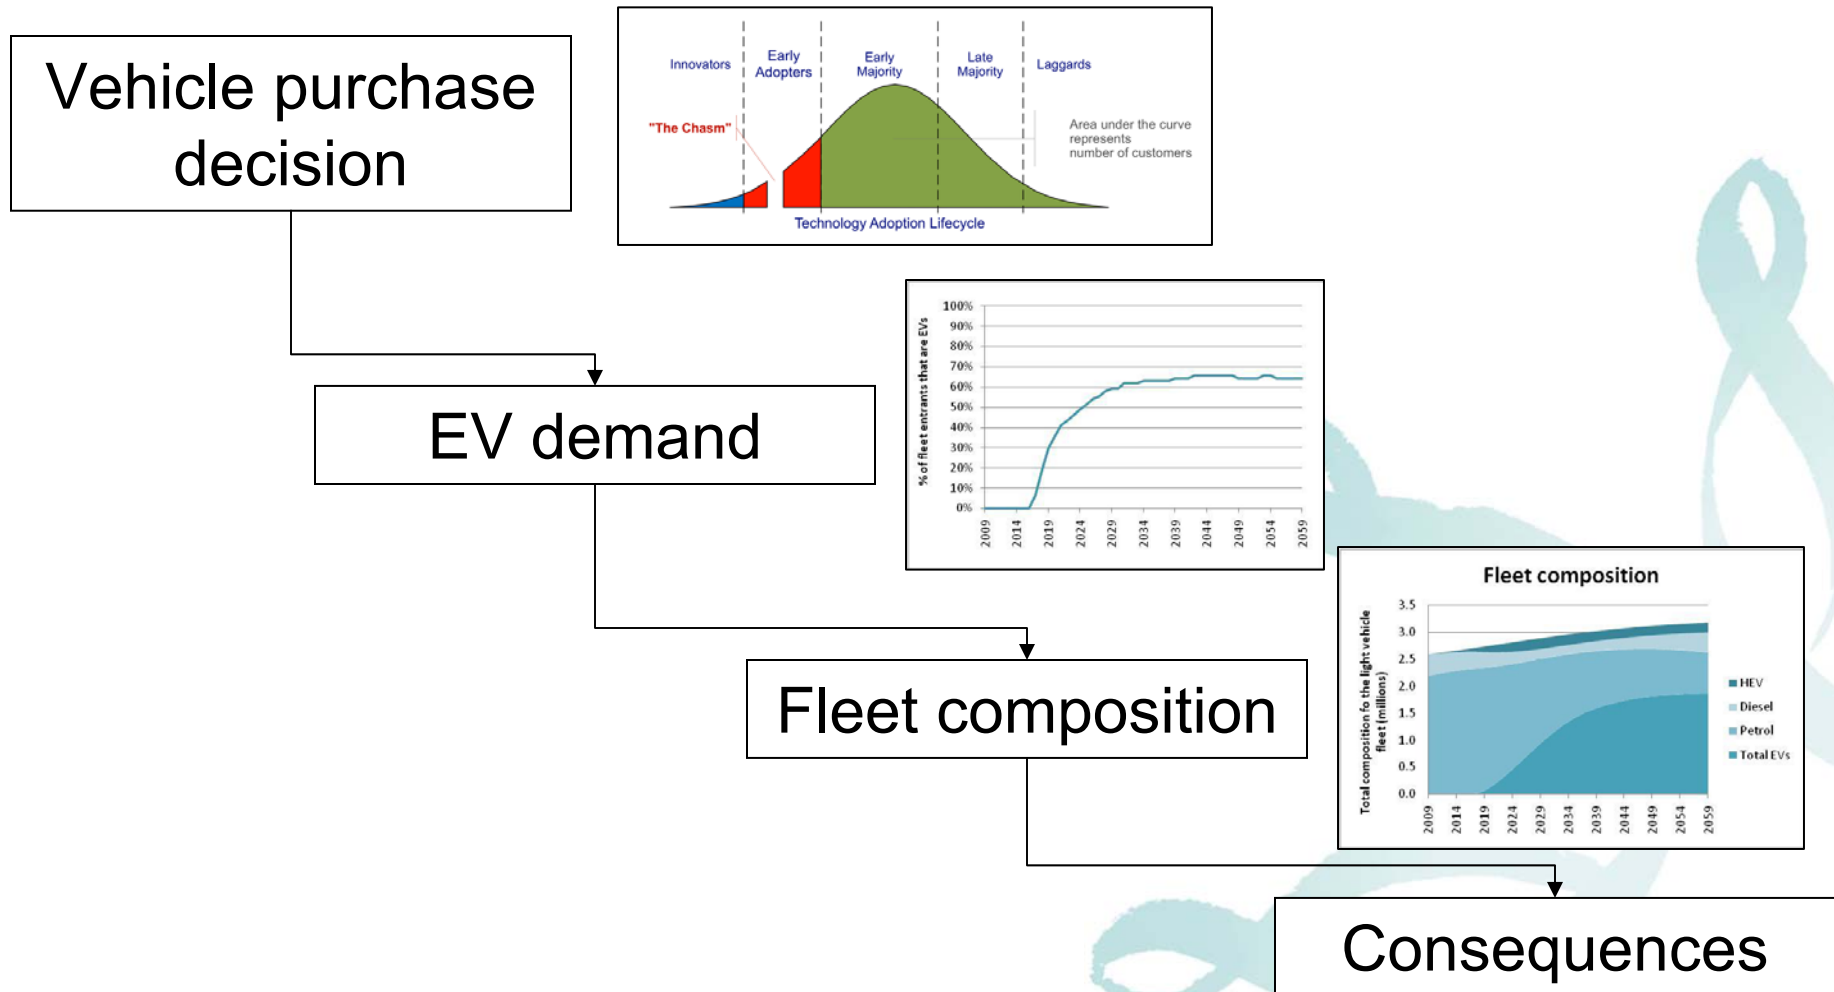 Vehicle purchase
decision
Innovators
Early
Adopters
Early
Majority
Late
Majority
Laggards
"The Chasm"
Area under the curve
represents
number of customers
Technology Adoption Lifecycle
EV demand
% of fleet entrants that are EVs
100%
90%
80%
70%
60%
50%
40%
30%
20%
10%
0%
2009
2014
2019
2024
2029
2034
2039
2044
2049
2054
2059
Fleet composition
Fleet composition
Total composition fo the light vehicle
fleet (millions)
3.5
3.0
2.5
2.0
1.5
1.0
0.5
0.0
2009
2014
2019
2024
2029
2034
2039
2044
2049
2054
2059
HEV
Diesel
Petrol
Total EVs
Consequences